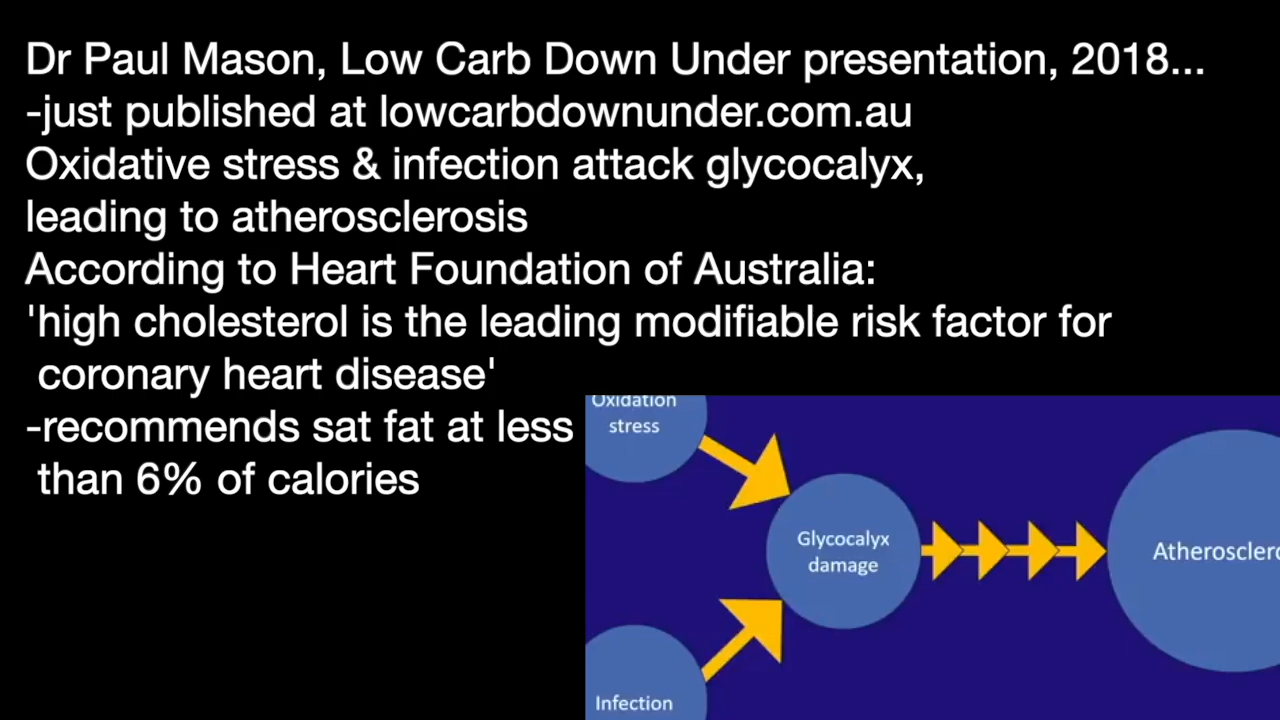 Dr Paul Mason, Low Carb Down Under presentation, 2018...
-just published at lowcarbdownunder.com.au
Oxidative stress & infection attack glycocalyx,
leading to atherosclerosis
According to Heart Foundation of Australia:
'high cholesterol is the leading modifiable risk factor for
coronary heart disease'
-recommends sat fat at less
than 6% of calories
Oxidation
stress
Glycocalyx
damage
Atherosclero
Infection